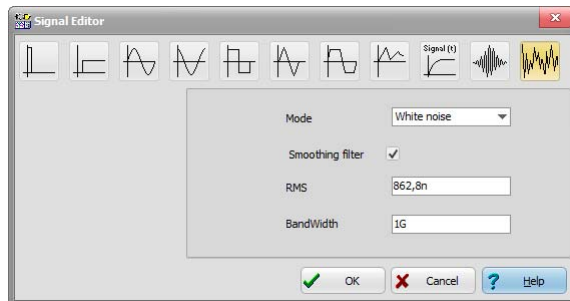 Signal Editor
Signal (t)
Mode White noise
Smoothing filter
RMS 862,8n
BandWidth 1G
OK Cancel ? Help